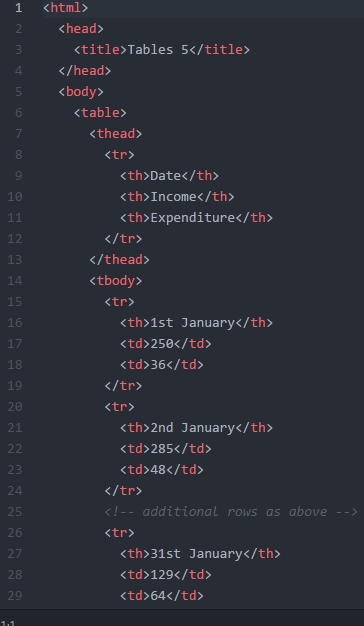 1 <html>
2 <head>
3 <title>Tables 5</title>
4 </head>
5 <body>
6 <table>
7 <thead>
8 <tr>
9 <th>Date</th>
10 <th>Income</th>
11 <th>Expenditure</th>
12 </tr>
13 </thead>
14 <tbody>
15 <tr>
16 <th>1st January</th>
17 <td>250</td>
18 <td>36</td>
19 </tr>
20 <tr>
21 <th>2nd January</th>
22 <td>285</td>
23 <td>48</td>
24 </tr>
25 <!-- additional rows as above -->
26 <tr>
27 <th>31st January</th>
28 <td>129</td>
29 <td>64</td>